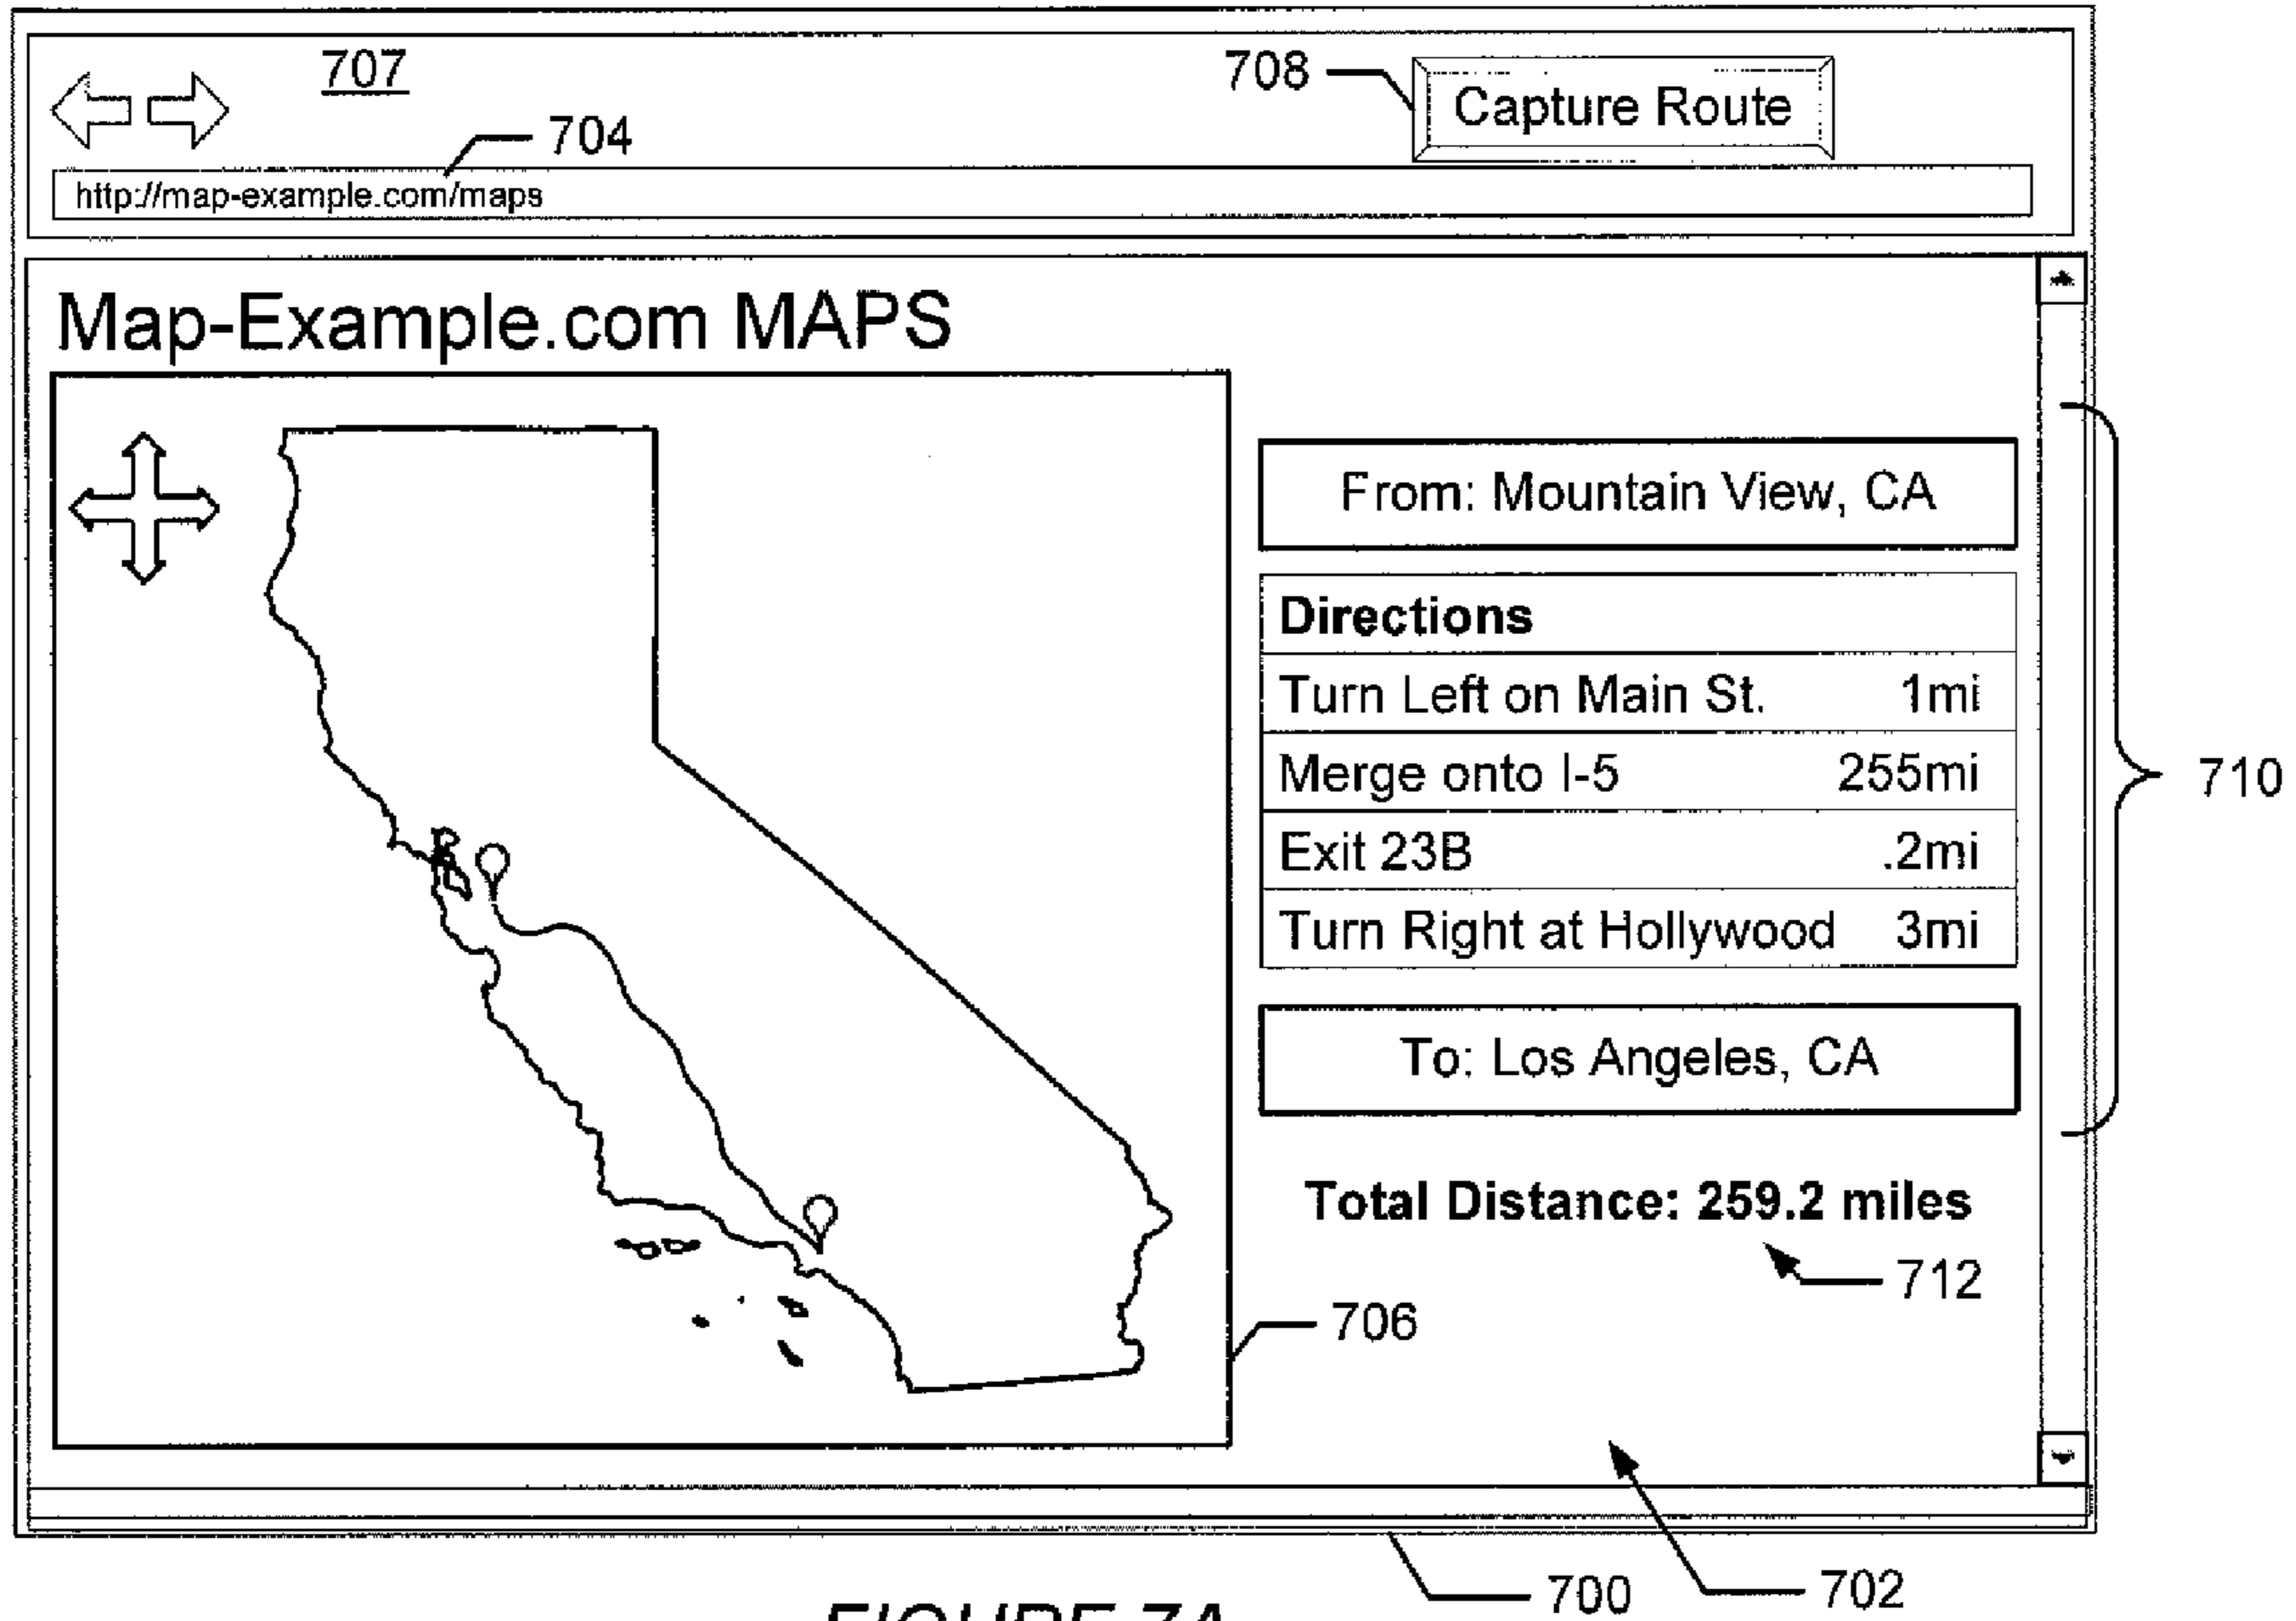 707
708
Capture Route
704
http://map-example.com/maps
Map-Example.com MAPS
From: Mountain View, CA
Directions
Turn Left on Main St. 1mi
Merge onto I-5 255mi
Exit 23B .2mi
Turn Right at Hollywood 3mi
710
To: Los Angeles, CA
Total Distance: 259.2 miles
712
706
700
702
FIGURE 7A